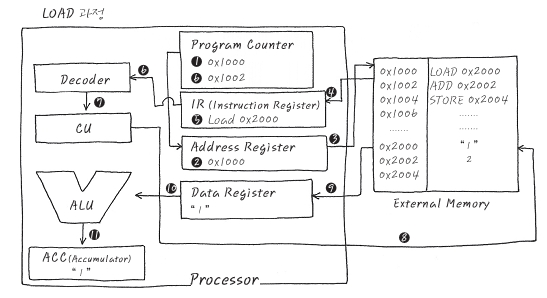 LOAD 과정
Program Counter
❶ 0x1000
❻ 0x1002
Decoder
❻
IR (Instruction Register)
❺ Load 0x2000
❹
❼
CU
Address Register
❷ 0x1000
❸
0x1000 LOAD 0x2000
0x1002 ADD 0x2002
0x1004 STORE 0x2004
0x1006 .......
....... .......
0x2000 "1"
0x2002 2
0x2004
External Memory
ALU
❿
Data Register
"1"
❾
❽
⓫
ACC(Accumulator)
"1"
Processor